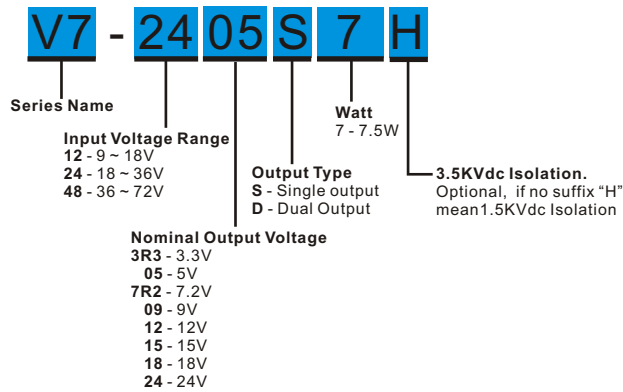 V7 - 24 05 S 7 H
Series Name
Input Voltage Range
12 - 9 ~ 18V
24 - 18 ~ 36V
48 - 36 ~ 72V
Nominal Output Voltage
3R3 - 3.3V
05 - 5V
7R2 - 7.2V
09 - 9V
12 - 12V
15 - 15V
18 - 18V
24 - 24V
Output Type
S - Single output
D - Dual Output
Watt
7 - 7.5W
3.5KVdc Isolation.
Optional, if no suffix “H”
mean1.5KVdc Isolation